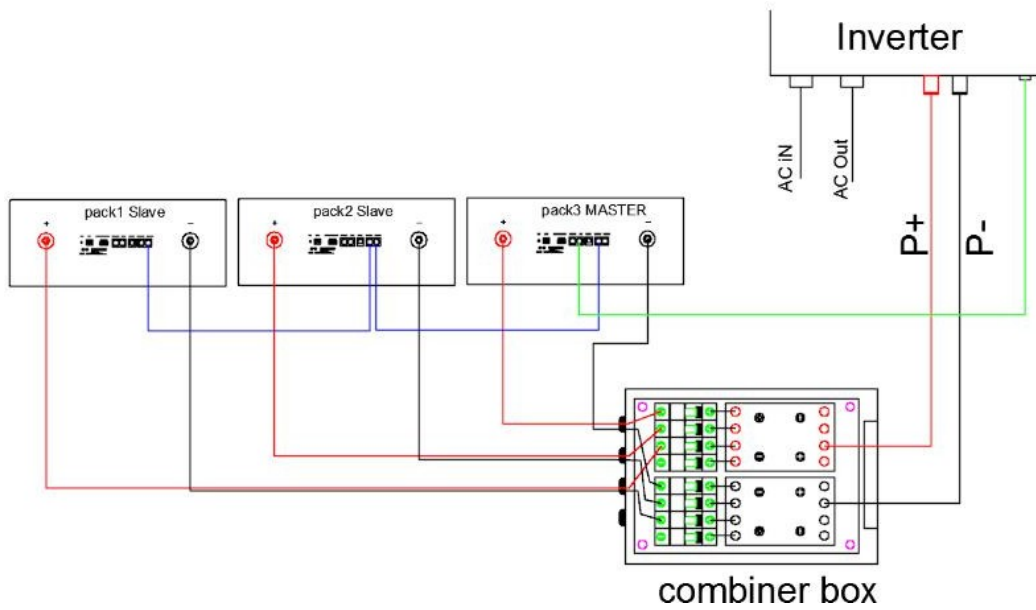 Inverter
AC iN
AC Out
P+
P-
pack1 Slave
pack2 Slave
pack3 MASTER
+
-
+
-
+
-
combiner box